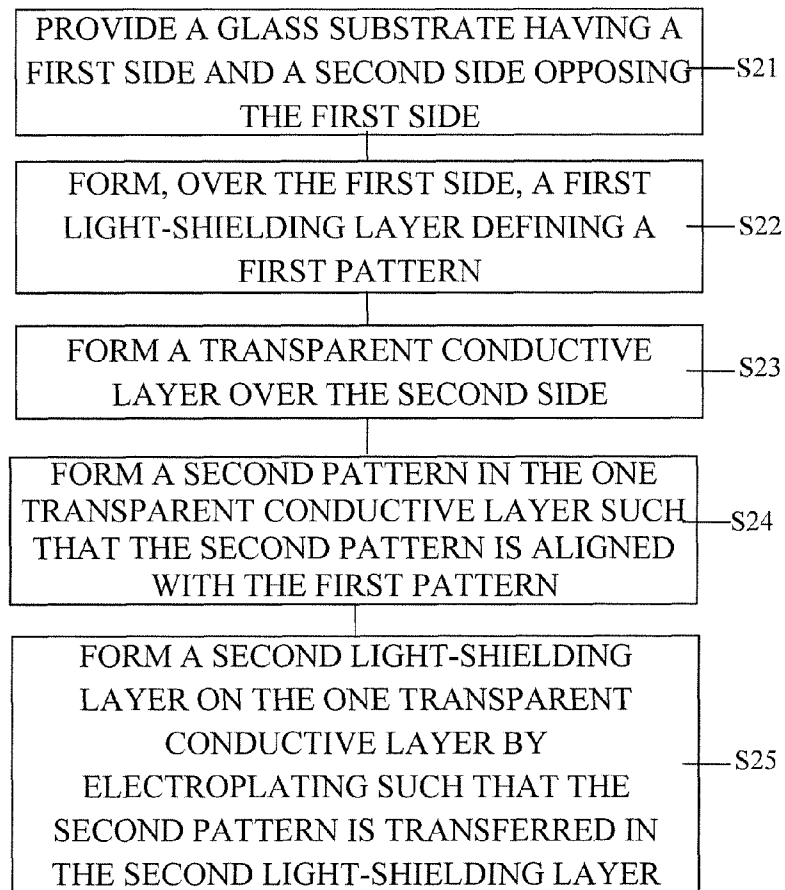 PROVIDE A GLASS SUBSTRATE HAVING A
FIRST SIDE AND A SECOND SIDE OPPOSING
THE FIRST SIDE
S21
FORM, OVER THE FIRST SIDE, A FIRST
LIGHT-SHIELDING LAYER DEFINING A
FIRST PATTERN
S22
FORM A TRANSPARENT CONDUCTIVE
LAYER OVER THE SECOND SIDE
S23
FORM A SECOND PATTERN IN THE ONE
TRANSPARENT CONDUCTIVE LAYER SUCH
THAT THE SECOND PATTERN IS ALIGNED
WITH THE FIRST PATTERN
S24
FORM A SECOND LIGHT-SHIELDING
LAYER ON THE ONE TRANSPARENT
CONDUCTIVE LAYER BY
ELECTROPLATING SUCH THAT THE
SECOND PATTERN IS TRANSFERRED IN
THE SECOND LIGHT-SHIELDING LAYER
S25